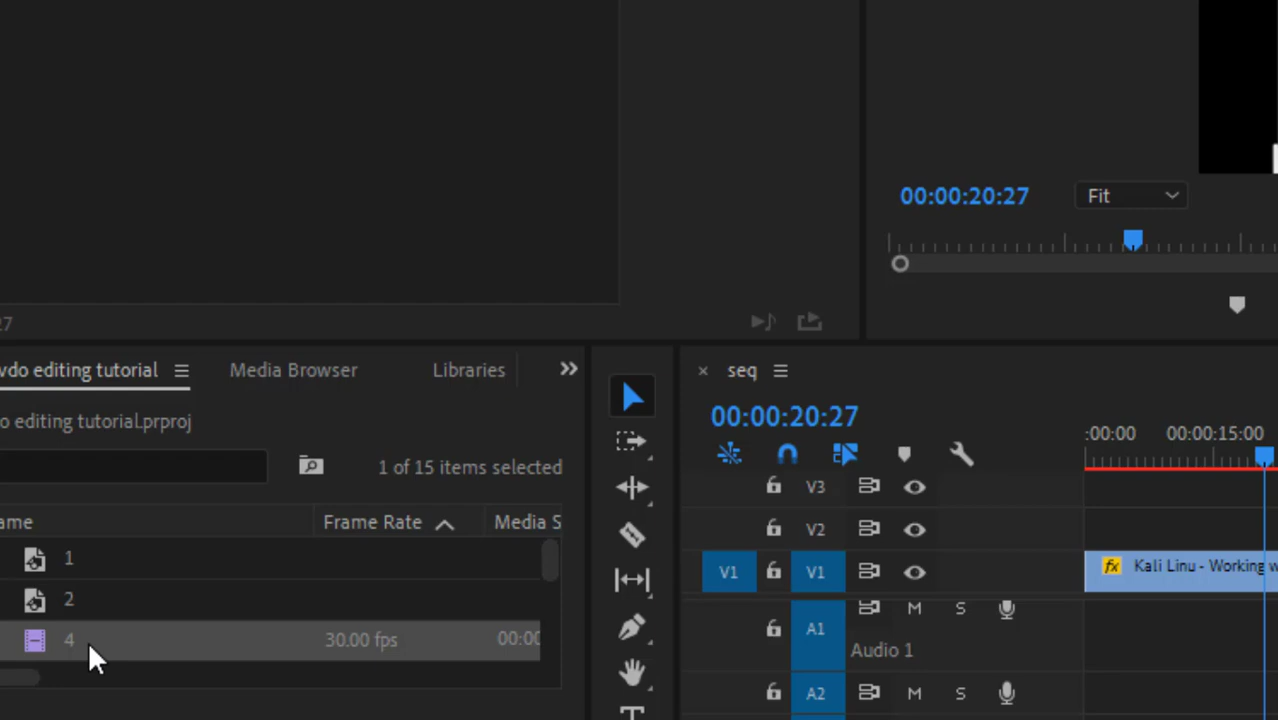 00:00:20:27
Fit
27
vdo editing tutorial
Media Browser
Libraries
seq
o editing tutorial.prproj
00:00:20:27
:00:00
00:00:15:00
1 of 15 items selected
ame
Frame Rate
Media S
V3
1
V2
2
V1
V1
fx
Kali Linu - Working w
4
30.00 fps
00:00
M
S
A1
Audio 1
A2
M
S
T